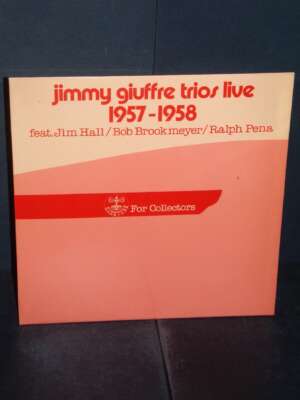 jimmy giuffre trios live
1957-1958
feat. Jim Hall/Bob Brookmeyer/Ralph Pena
For Collectors